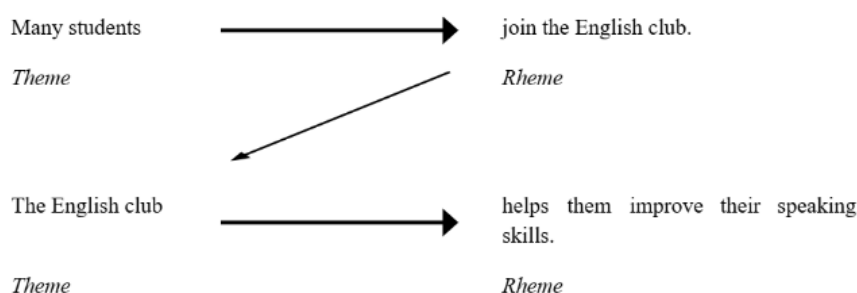 Many students join the English club.
Theme Rheme
The English club helps them improve their speaking
skills.
Theme Rheme